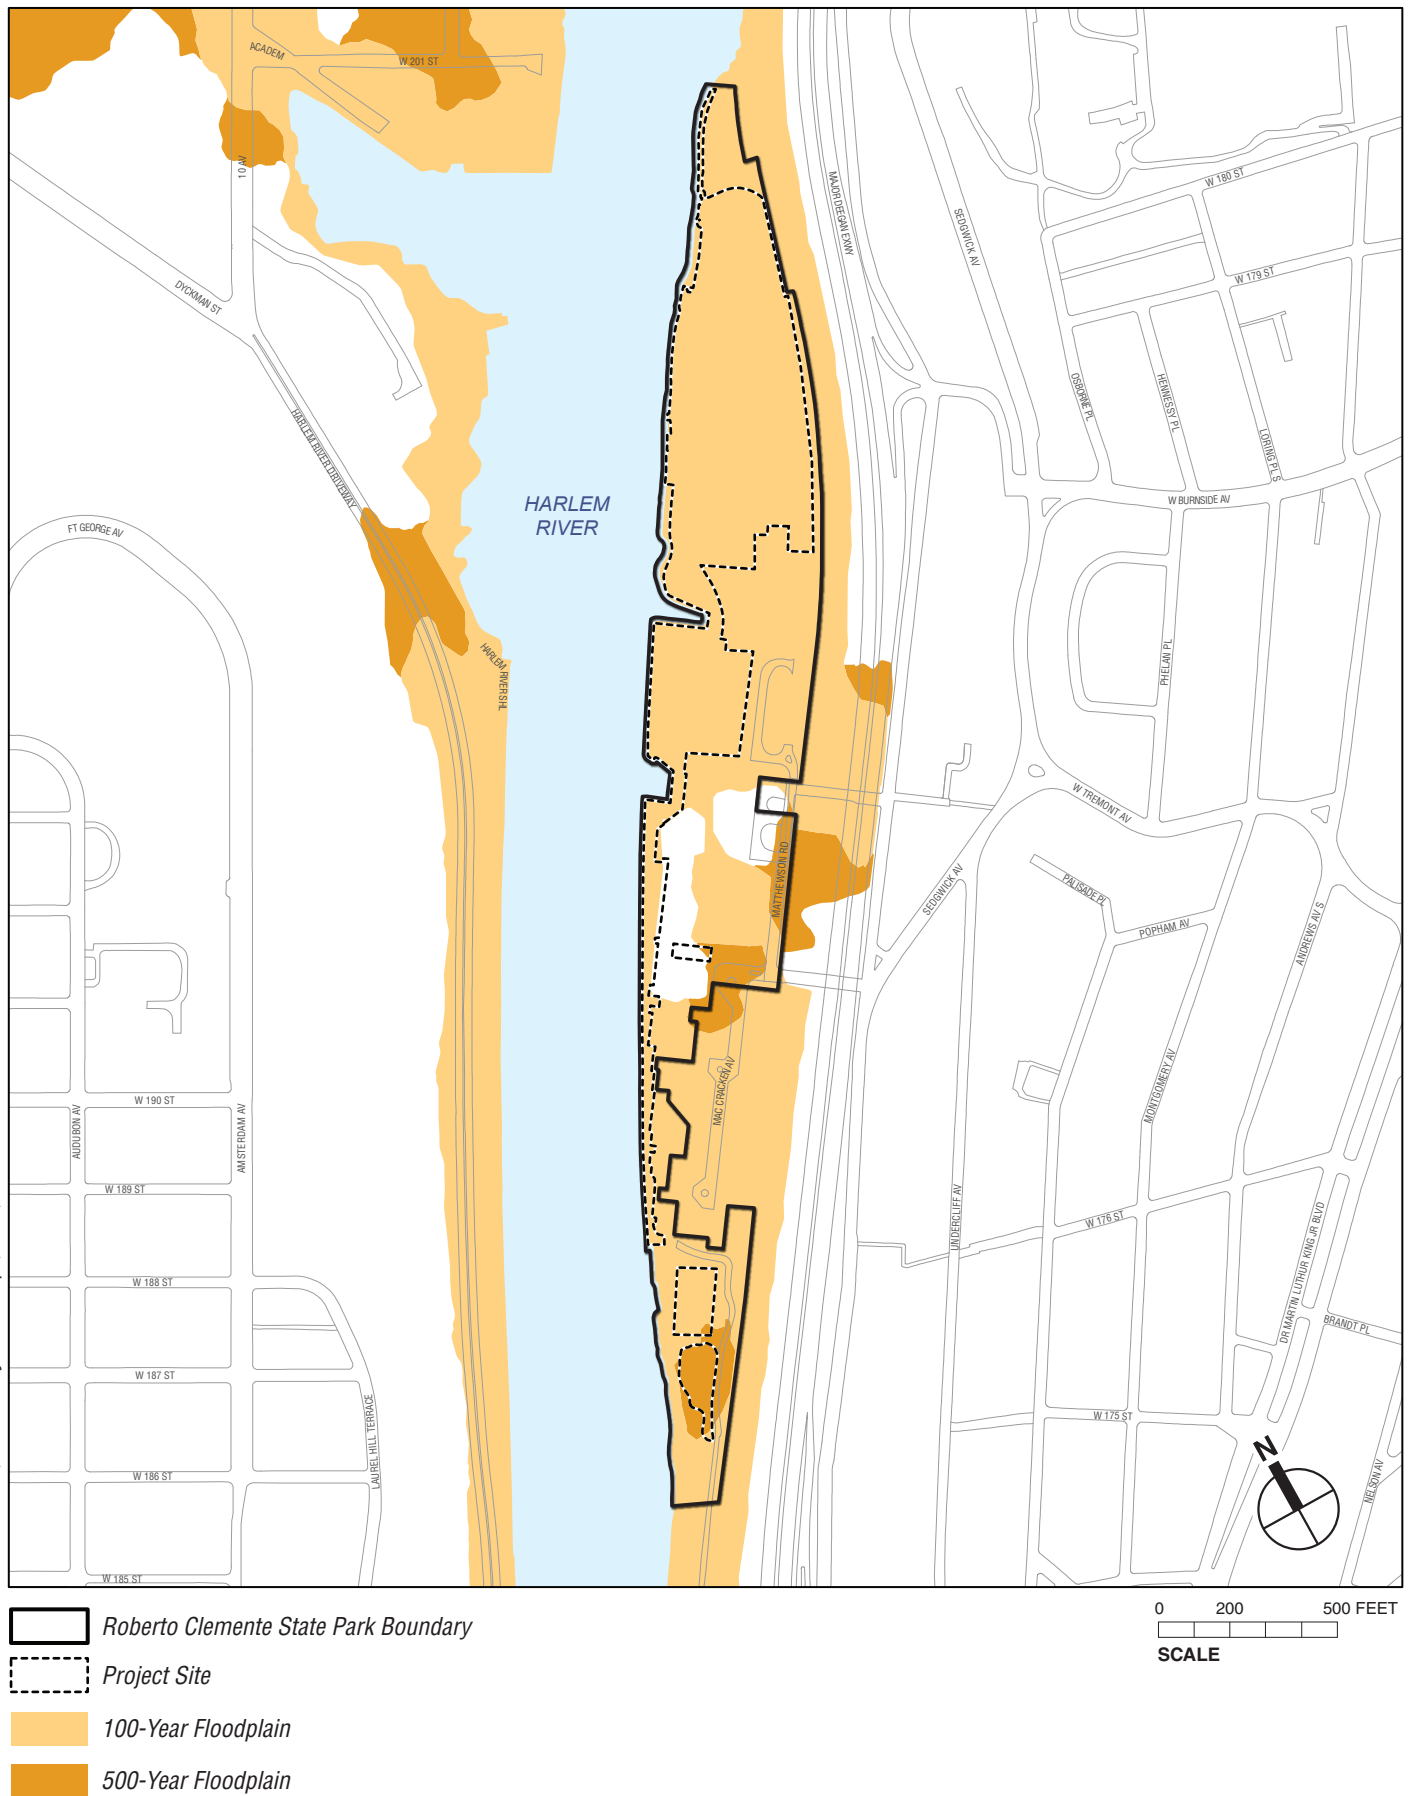 ACADEM
W 201 ST
10 AV
MAJOR DEEGAN EXWY
SEDGWICK AV
W 180 ST
W 179 ST
DYCKMAN ST
OSBORNE PL
HENNESSY PL
LORING PL S
HARLEM RIVER DRIVEWAY
HARLEM
RIVER
W BURNSIDE AV
FT GEORGE AV
HARLEM RIVER SHL
PHELAN PL
W TREMONT AV
MATTHEWSON RD
SEDGWICK AV
PALISADE PL
POPHAM AV
ANDREWS AV S
MAC CRACKEN AV
MONTGOMERY AV
W 190 ST
AUDUBON AV
AMSTERDAM AV
W 189 ST
UNDERCLIFF AV
W 176 ST
DR MARTIN LUTHUR KING JR BLVD
W 188 ST
BRANDT PL
W 187 ST
LAUREL HILL TERRACE
W 175 ST
W 186 ST
NELSON AV
N
W 185 ST
Roberto Clemente State Park Boundary
Project Site
100-Year Floodplain
500-Year Floodplain
0 200 500 FEET
SCALE